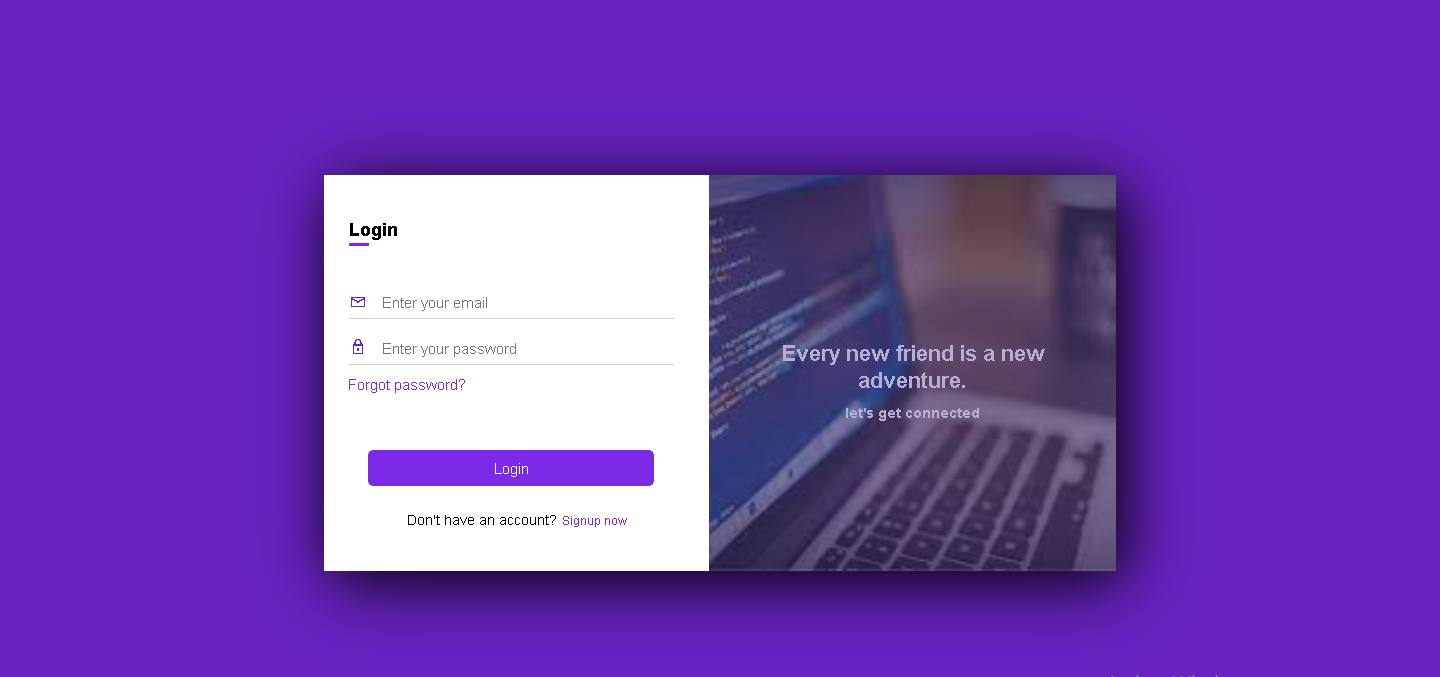 Login
Enter your email
Enter your password
Forgot password?
Login
Don't have an account? Signup now
Every new friend is a new
adventure.
let's get connected